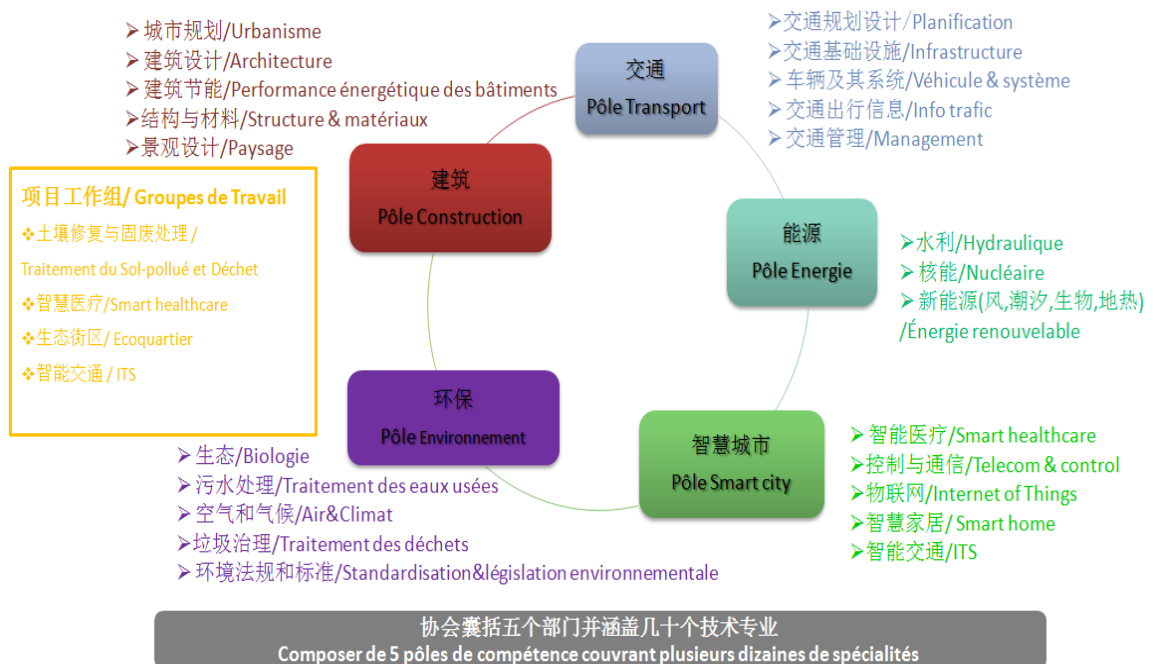 ➢城市规划/Urbanisme
➢建筑设计/Architecture
➢建筑节能/Performance énergétique des bâtiments
➢结构与材料/Structure & matériaux
➢景观设计/Paysage
交通
Pôle Transport
➢交通规划设计/Planification
➢交通基础设施/Infrastructure
➢车辆及其系统/Véhicule & système
➢交通出行信息/Info trafic
➢交通管理/Management
建筑
Pôle Construction
项目工作组/ Groupes de Travail
❖土壤修复与固废处理 /
Traitement du Sol-pollué et Déchet
❖智慧医疗/Smart healthcare
❖生态街区/ Ecoquartier
❖智能交通 / ITS
能源
Pôle Energie
➢水利/Hydraulique
➢核能/Nucléaire
➢新能源(风,潮汐,生物,地热)
/Énergie renouvelable
环保
Pôle Environnement
➢生态/Biologie
➢污水处理/Traitement des eaux usées
➢空气和气候/Air&Climat
➢垃圾治理/Traitement des déchets
➢环境法规和标准/Standardisation&législation environnementale
智慧城市
Pôle Smart city
➢智能医疗/Smart healthcare
➢控制与通信/Telecom & control
➢物联网/Internet of Things
➢智慧家居/ Smart home
➢智能交通/ITS
协会囊括五个部门并涵盖几十个技术专业
Composer de 5 pôles de compétence couvrant plusieurs dizaines de spécialités